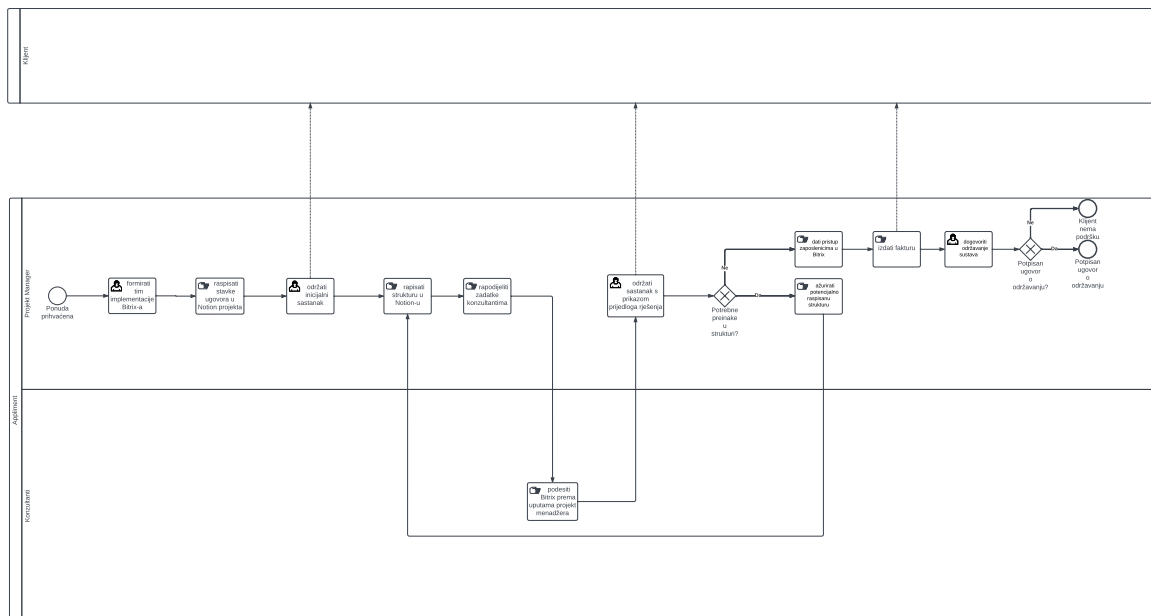 Klijent
Appliment
Projekt Manager
Konzultanti
Ponuda
prihvaćena
formirati
tim
implementacije
Bitrix-a
raspisati
stavke
ugovora u
Notion projekta
održati
inicijalni
sastanak
rapisati
strukturu u
Notion-u
rapodijeliti
zadatke
konzultantima
podesiti
Bitrix prema
uputama projekt
menadžera
održati
sastanak s
prikazom
prijedloga rješenja
Potrebne
preinake
u
strukturi?
Ne
Da
dati pristup
zaposlenicima u
Bitrix
ažurirati
potencijalno
raspisanu
strukturu
izdati fakturu
dogovoriti
održavanje
sustava
Potpisan
ugovor
o
održavanju?
Ne
Da
Klijent
nema
podršku
Potpisan
ugovor
o
održavanju